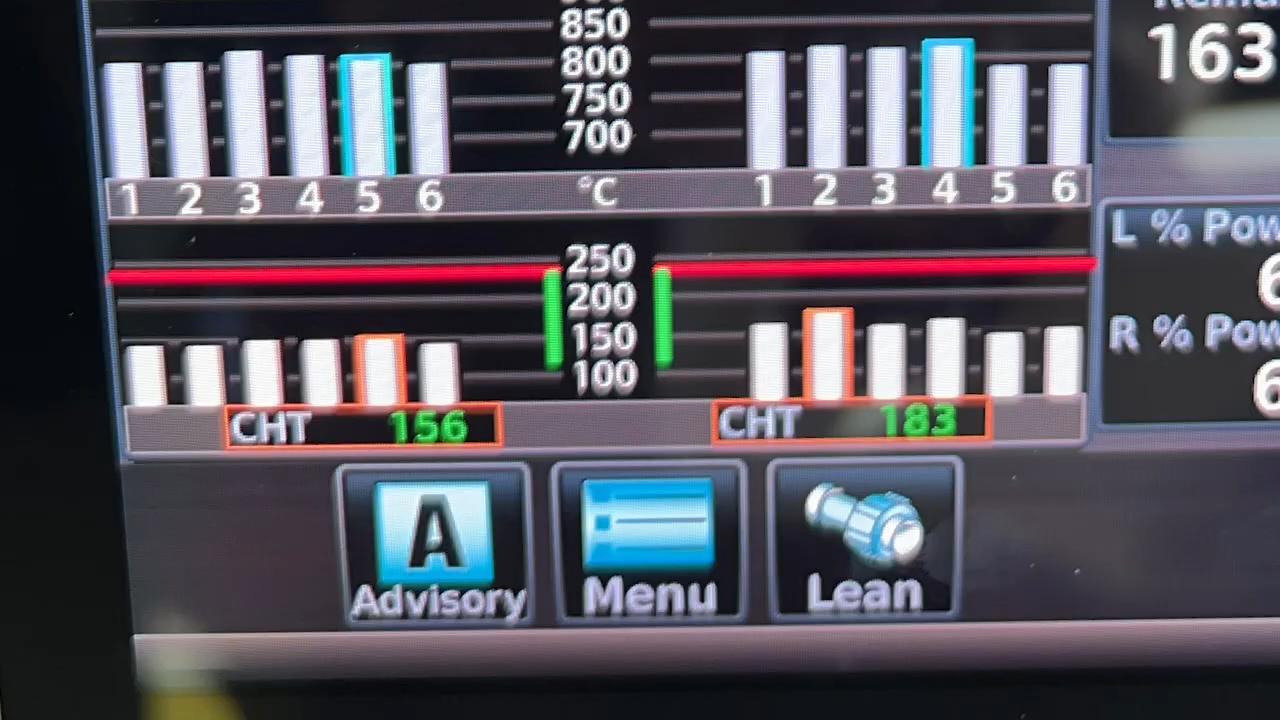 850
163
800
750
700
1 2 3 4 5 6 °C 1 2 3 4 5 6
L % Pow
250
200
150
R % Pow
100
CHT 156 CHT 183
Advisory Menu Lean
A